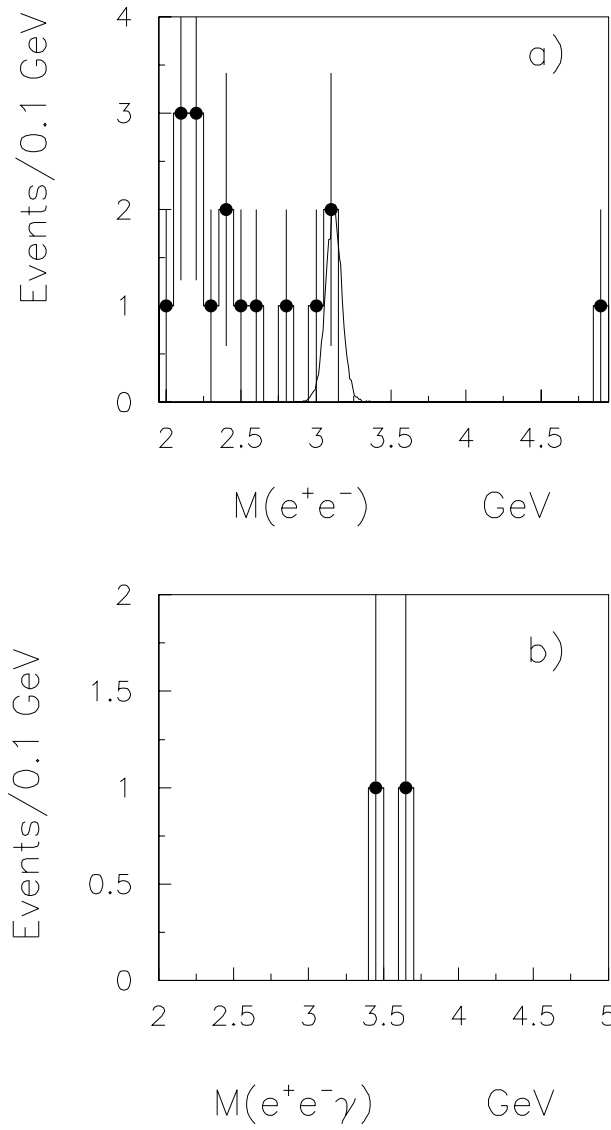 a)
Events/0.1 GeV
4
3
2
1
0
2 2.5 3 3.5 4 4.5
M(e⁺e⁻) GeV
b)
Events/0.1 GeV
2
1.5
1
0.5
0
2 2.5 3 3.5 4 4.5 5
M(e⁺e⁻γ) GeV